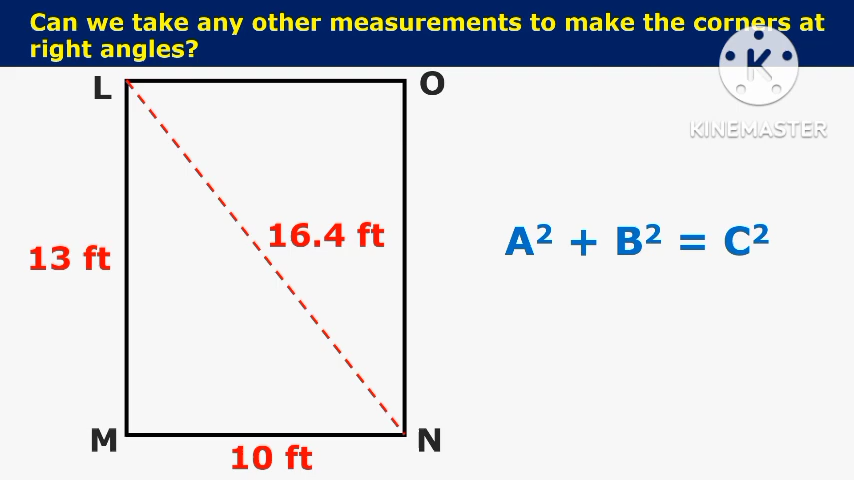 Can we take any other measurements to make the corners at
right angles?
K
KINEMASTER
L
O
16.4 ft
13 ft
A² + B² = C²
M
N
10 ft